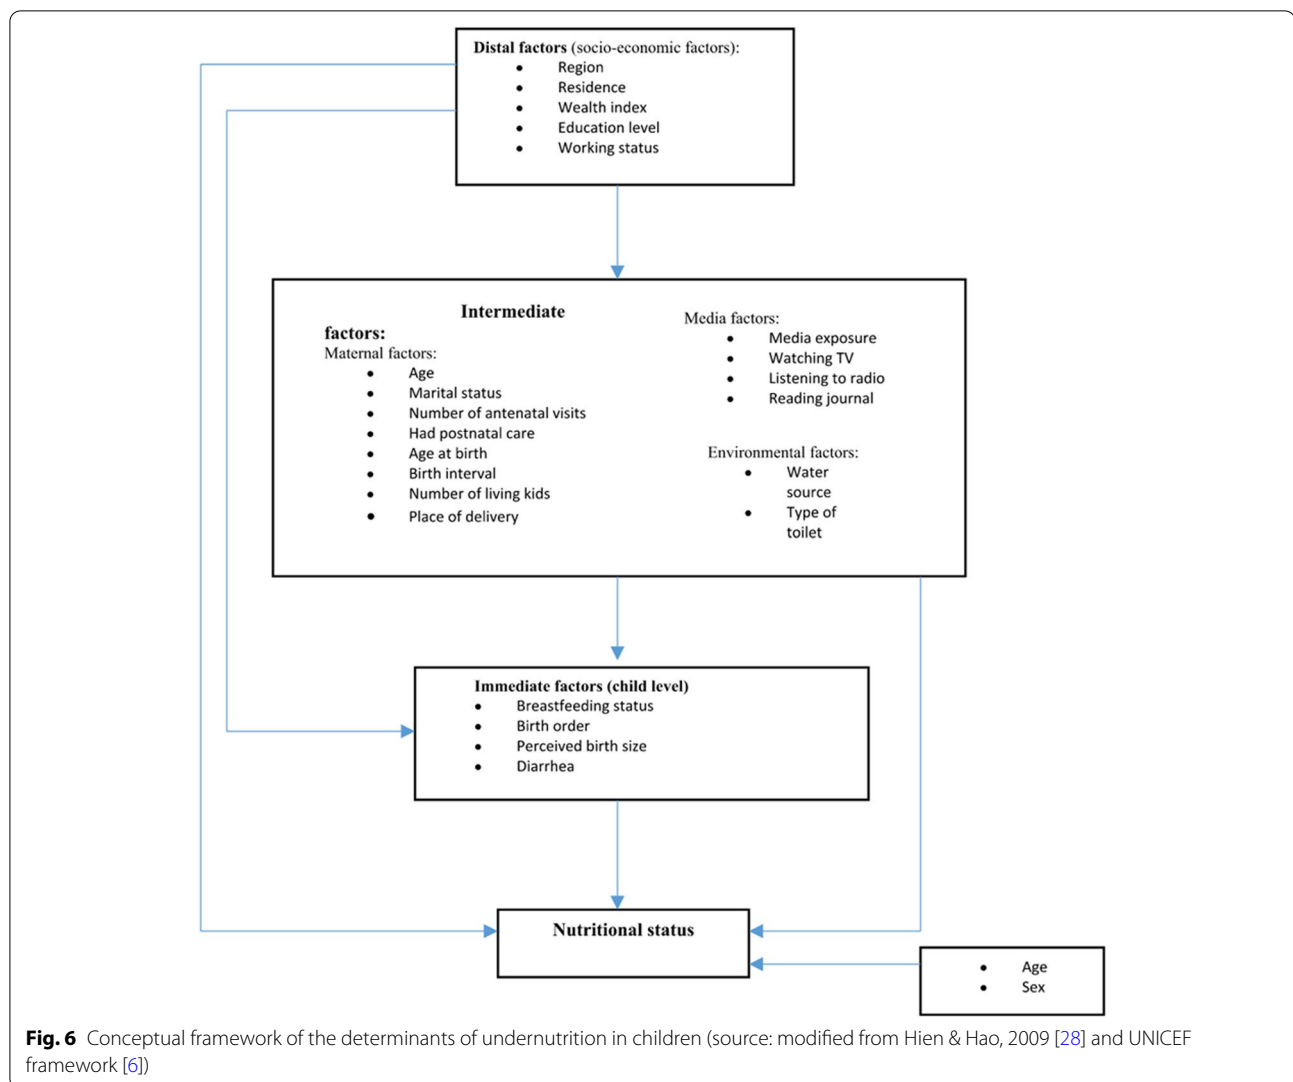 Distal factors (socio-economic factors):
• Region
• Residence
• Wealth index
• Education level
• Working status
Intermediate
factors:
Maternal factors:
• Age
• Marital status
• Number of antenatal visits
• Had postnatal care
• Age at birth
• Birth interval
• Number of living kids
• Place of delivery
Media factors:
• Media exposure
• Watching TV
• Listening to radio
• Reading journal
Environmental factors:
• Water
source
• Type of
toilet
Immediate factors (child level)
• Breastfeeding status
• Birth order
• Perceived birth size
• Diarrhea
Nutritional status
• Age
• Sex
Fig. 6 Conceptual framework of the determinants of undernutrition in children (source: modified from Hien & Hao, 2009 [28] and UNICEF
framework [6])